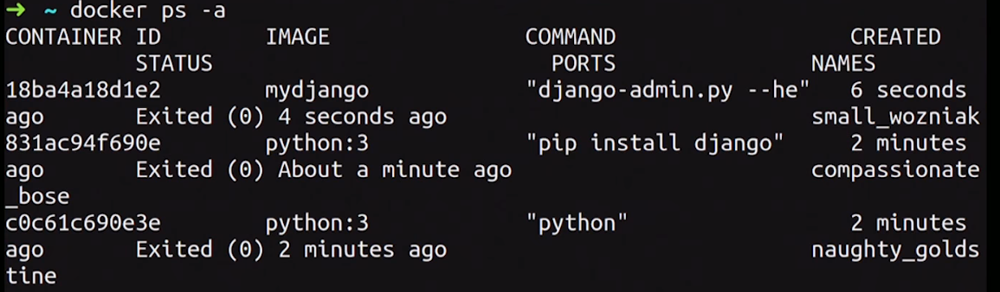 ➜ ~ docker ps -a
CONTAINER ID        IMAGE               COMMAND                  CREATED
          STATUS                          PORTS               NAMES
18ba4a18d1e2        mydjango            "django-admin.py --he"   6 seconds
ago       Exited (0) 4 seconds ago                            small_wozniak
831ac94f690e        python:3            "pip install django"     2 minutes
ago       Exited (0) About a minute ago                       compassionate
_bose
c0c61c690e3e        python:3            "python"                 2 minutes
ago       Exited (0) 2 minutes ago                            naughty_golds
tine